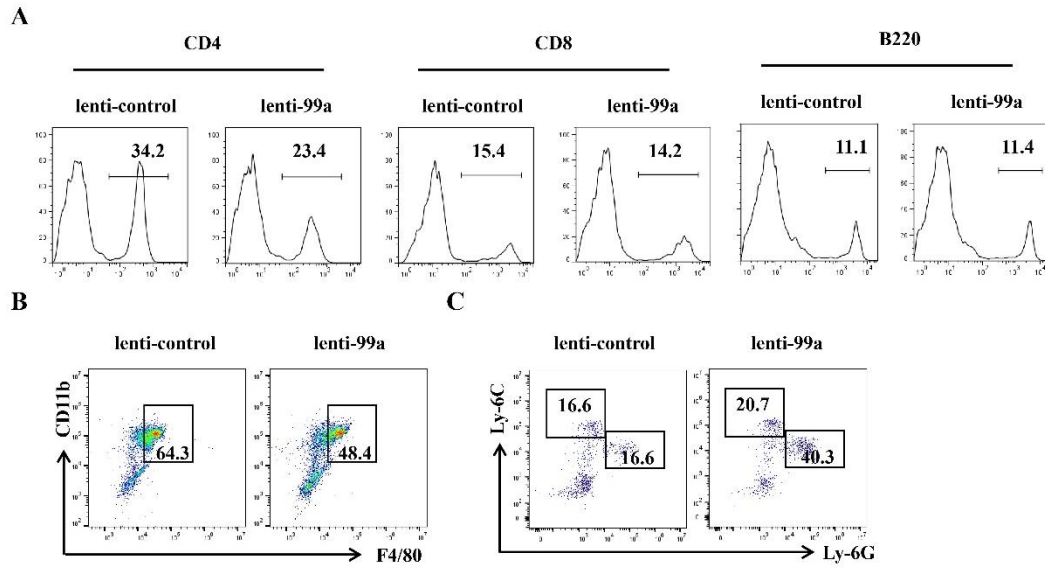 A
CD4
CD8
B220
lenti-control
lenti-99a
lenti-control
lenti-99a
lenti-control
lenti-99a
34.2
23.4
15.4
14.2
11.1
11.4
B
C
lenti-control
lenti-99a
lenti-control
lenti-99a
CD11b
64.3
48.4
F4/80
Ly-6C
16.6
16.6
20.7
40.3
Ly-6G